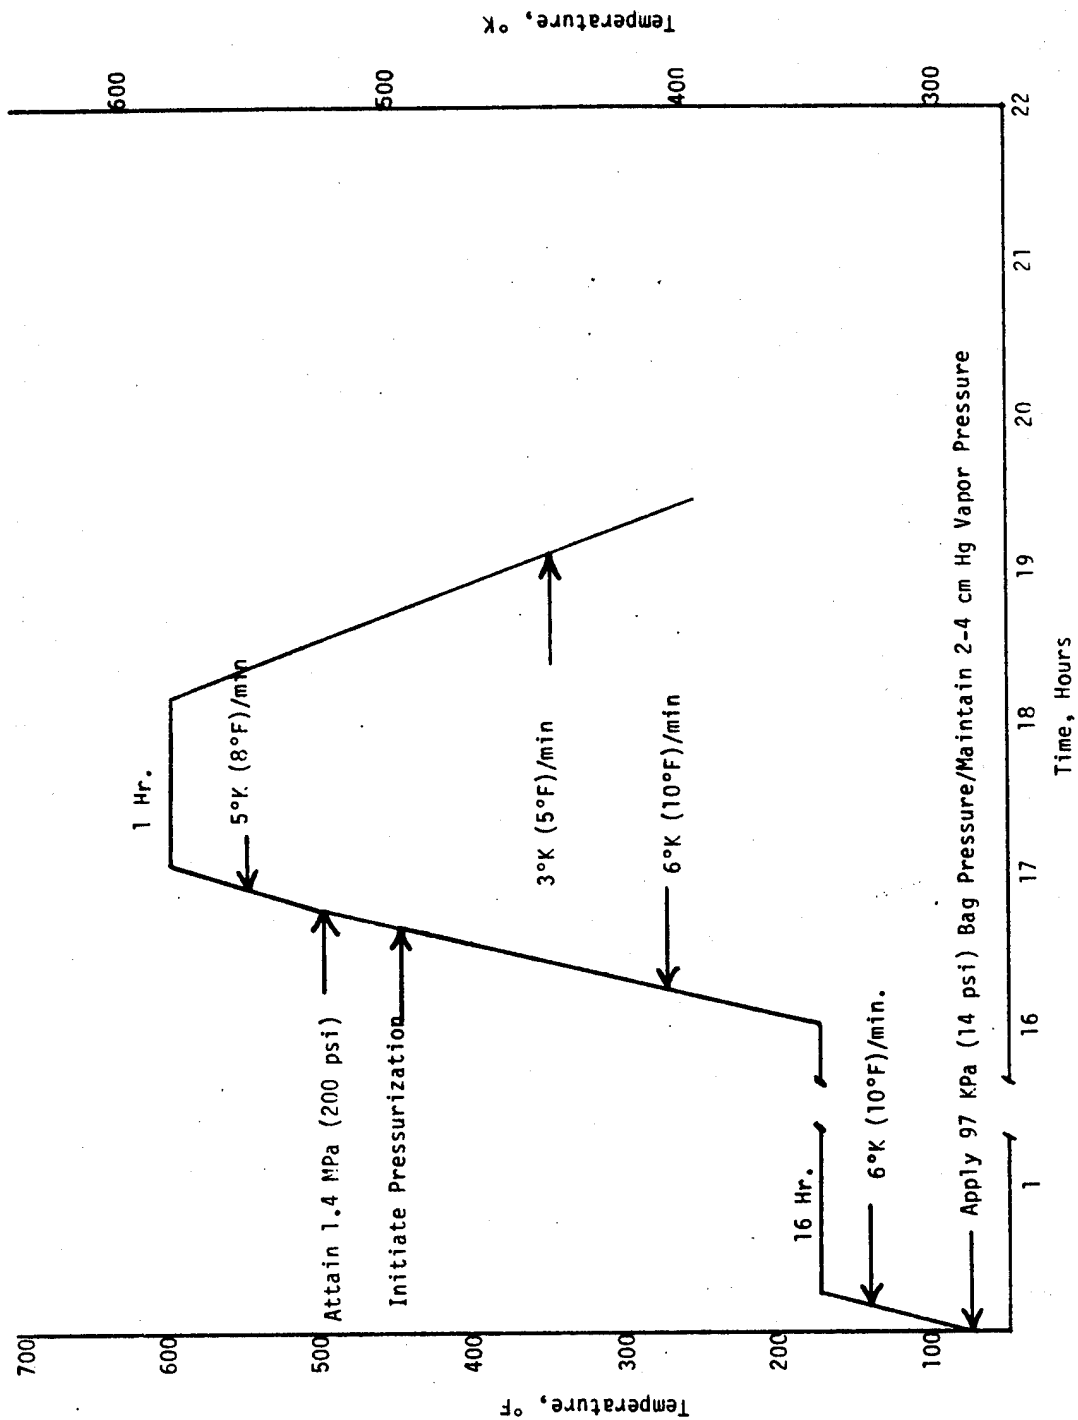 Temperature, °F
700
600
500
400
300
200
100
Temperature, °K
600
500
400
300
1 Hr.
5°K (8°F)/min
Attain 1.4 MPa (200 psi)
Initiate Pressurization
3°K (5°F)/min
6°K (10°F)/min
16 Hr.
6°K (10°F)/min.
Apply 97 KPa (14 psi) Bag Pressure/Maintain 2-4 cm Hg Vapor Pressure
1
16
17
18
19
20
21
22
Time, Hours